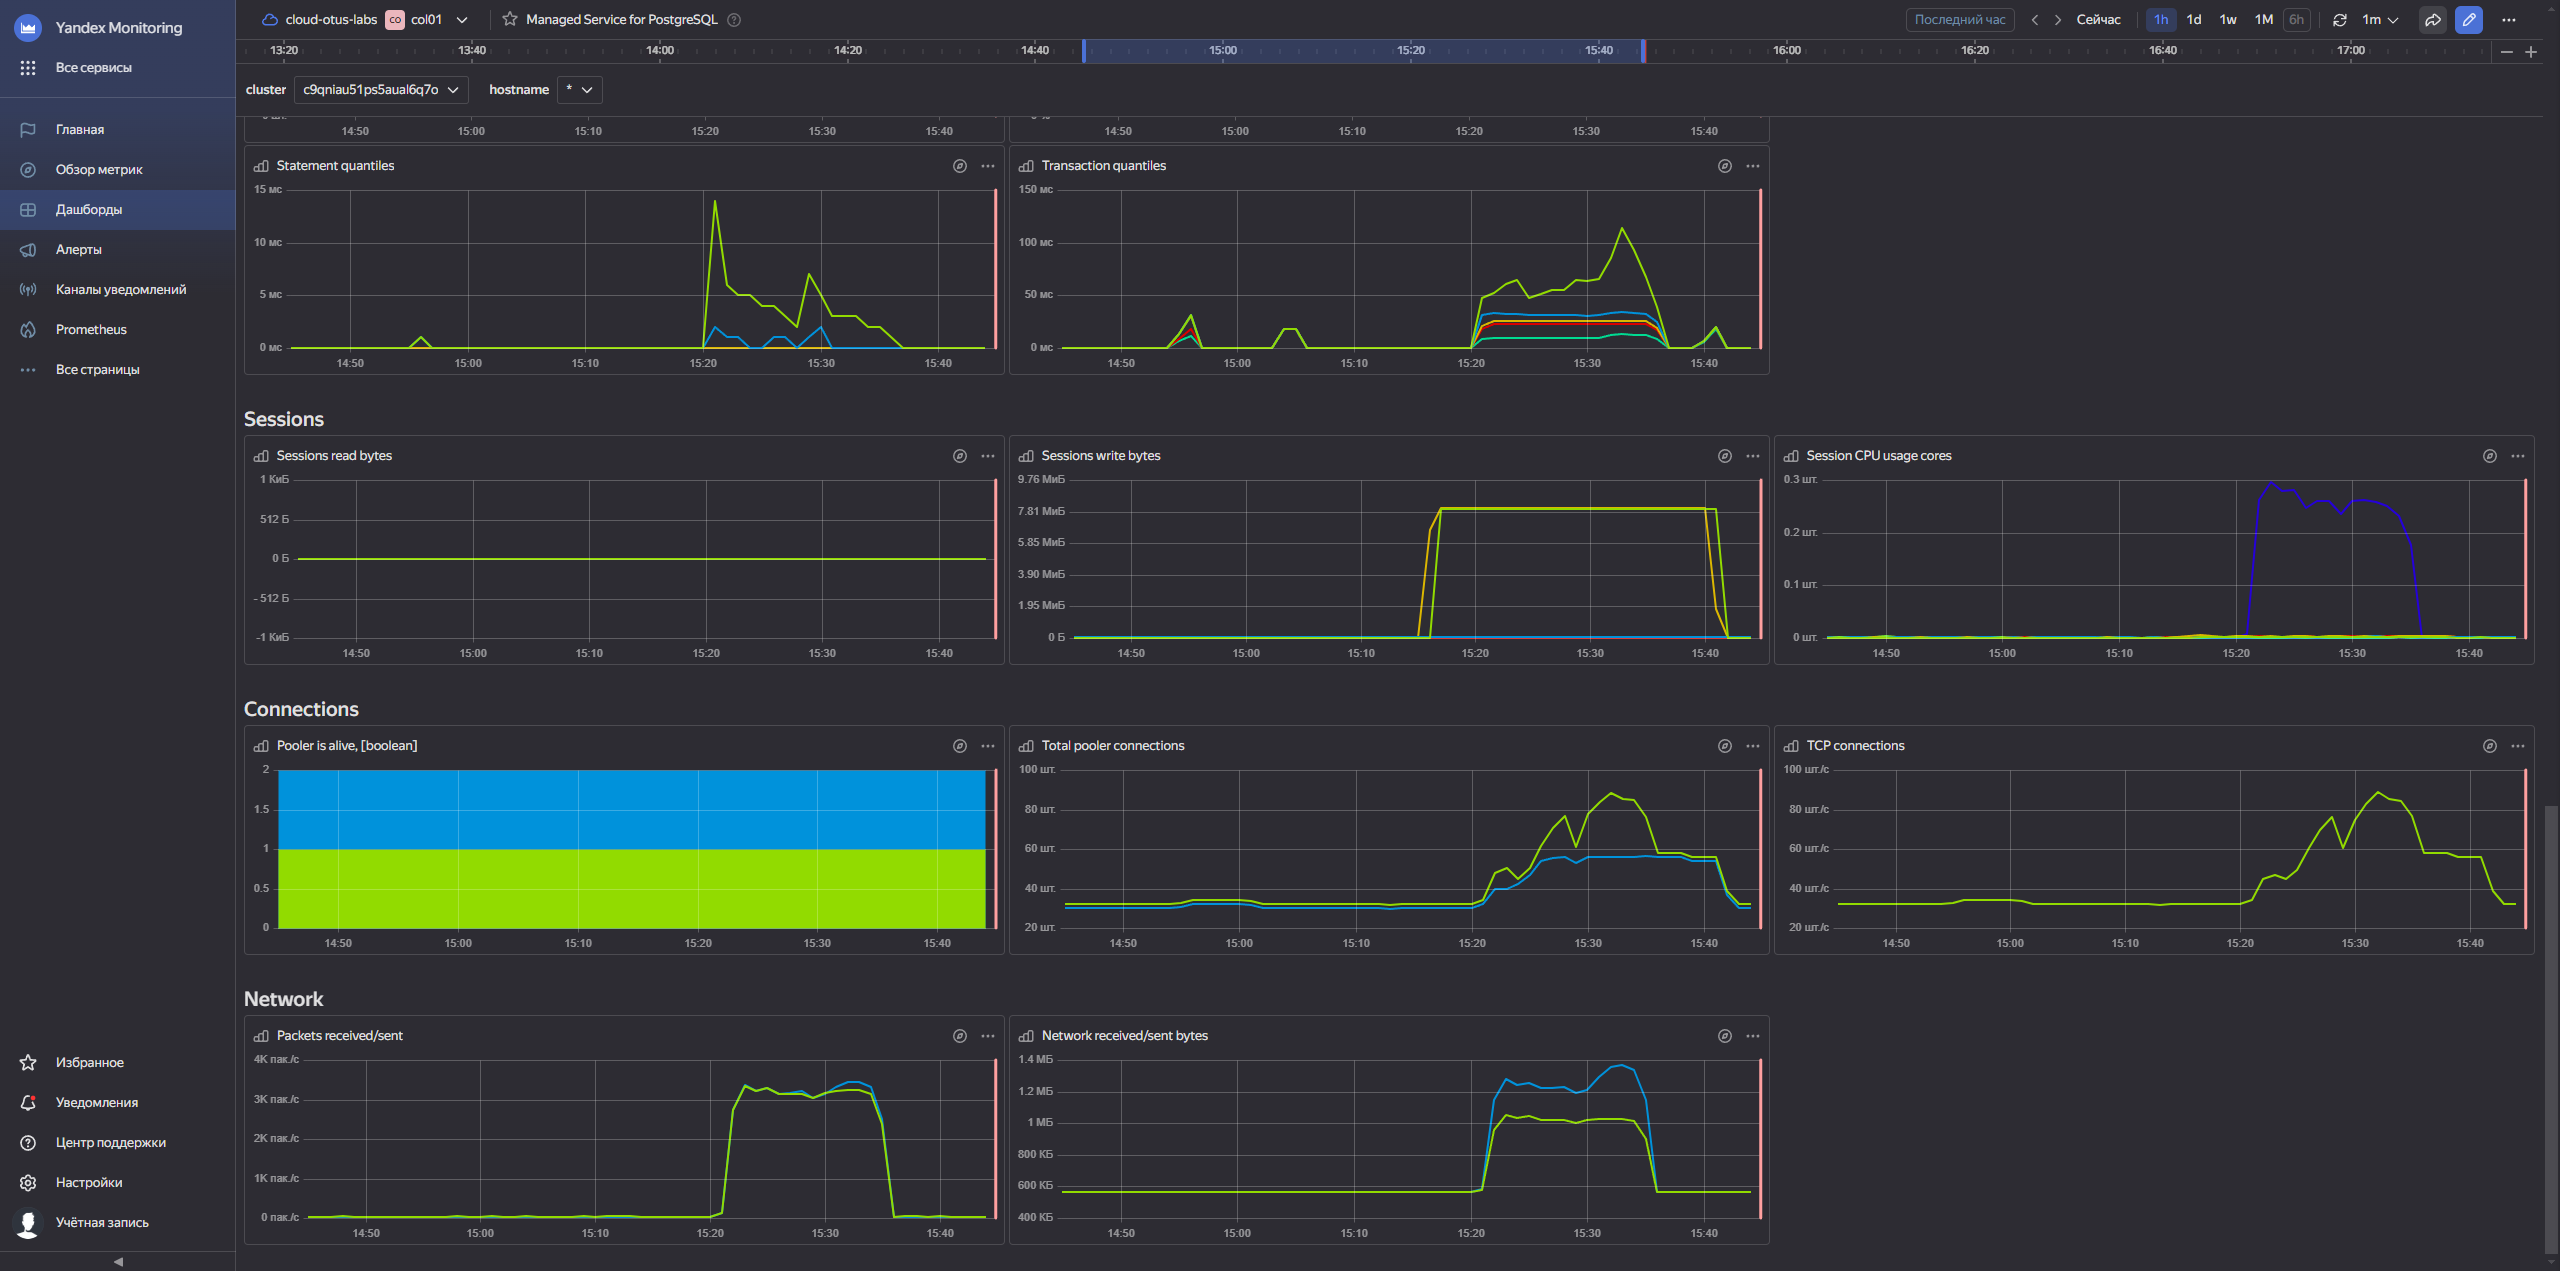 Yandex Monitoring
Все сервисы
Главная
Обзор метрик
Дашборды
Алерты
Каналы уведомлений
Prometheus
Все страницы
Избранное
Уведомления
Центр поддержки
Настройки
Учётная запись
cloud-otus-labs co col01 Managed Service for PostgreSQL
Последний час Сейчас 1h 1d 1w 1M 6h 1m
13:20 13:40 14:00 14:20 14:40 15:00 15:20 15:40 16:00 16:20 16:40 17:00
cluster c9qniau51ps5aual6q7o hostname *
14:50 15:00 15:10 15:20 15:30 15:40
14:50 15:00 15:10 15:20 15:30 15:40
Statement quantiles
15 мс
10 мс
5 мс
0 мс
14:50 15:00 15:10 15:20 15:30 15:40
Transaction quantiles
150 мс
100 мс
50 мс
0 мс
14:50 15:00 15:10 15:20 15:30 15:40
Sessions
Sessions read bytes
1 КиБ
512 Б
0 Б
- 512 Б
-1 КиБ
14:50 15:00 15:10 15:20 15:30 15:40
Sessions write bytes
9.76 МиБ
7.81 МиБ
5.85 МиБ
3.90 МиБ
1.95 МиБ
0 Б
14:50 15:00 15:10 15:20 15:30 15:40
Session CPU usage cores
0.3 шт.
0.2 шт.
0.1 шт.
0 шт.
14:50 15:00 15:10 15:20 15:30 15:40
Connections
Pooler is alive, [boolean]
2
1.5
1
0.5
0
14:50 15:00 15:10 15:20 15:30 15:40
Total pooler connections
100 шт.
80 шт.
60 шт.
40 шт.
20 шт.
14:50 15:00 15:10 15:20 15:30 15:40
TCP connections
100 шт./с
80 шт./с
60 шт./с
40 шт./с
20 шт./с
14:50 15:00 15:10 15:20 15:30 15:40
Network
Packets received/sent
4K пак./с
3K пак./с
2K пак./с
1K пак./с
0 пак./с
14:50 15:00 15:10 15:20 15:30 15:40
Network received/sent bytes
1.4 МБ
1.2 МБ
1 МБ
800 КБ
600 КБ
400 КБ
14:50 15:00 15:10 15:20 15:30 15:40